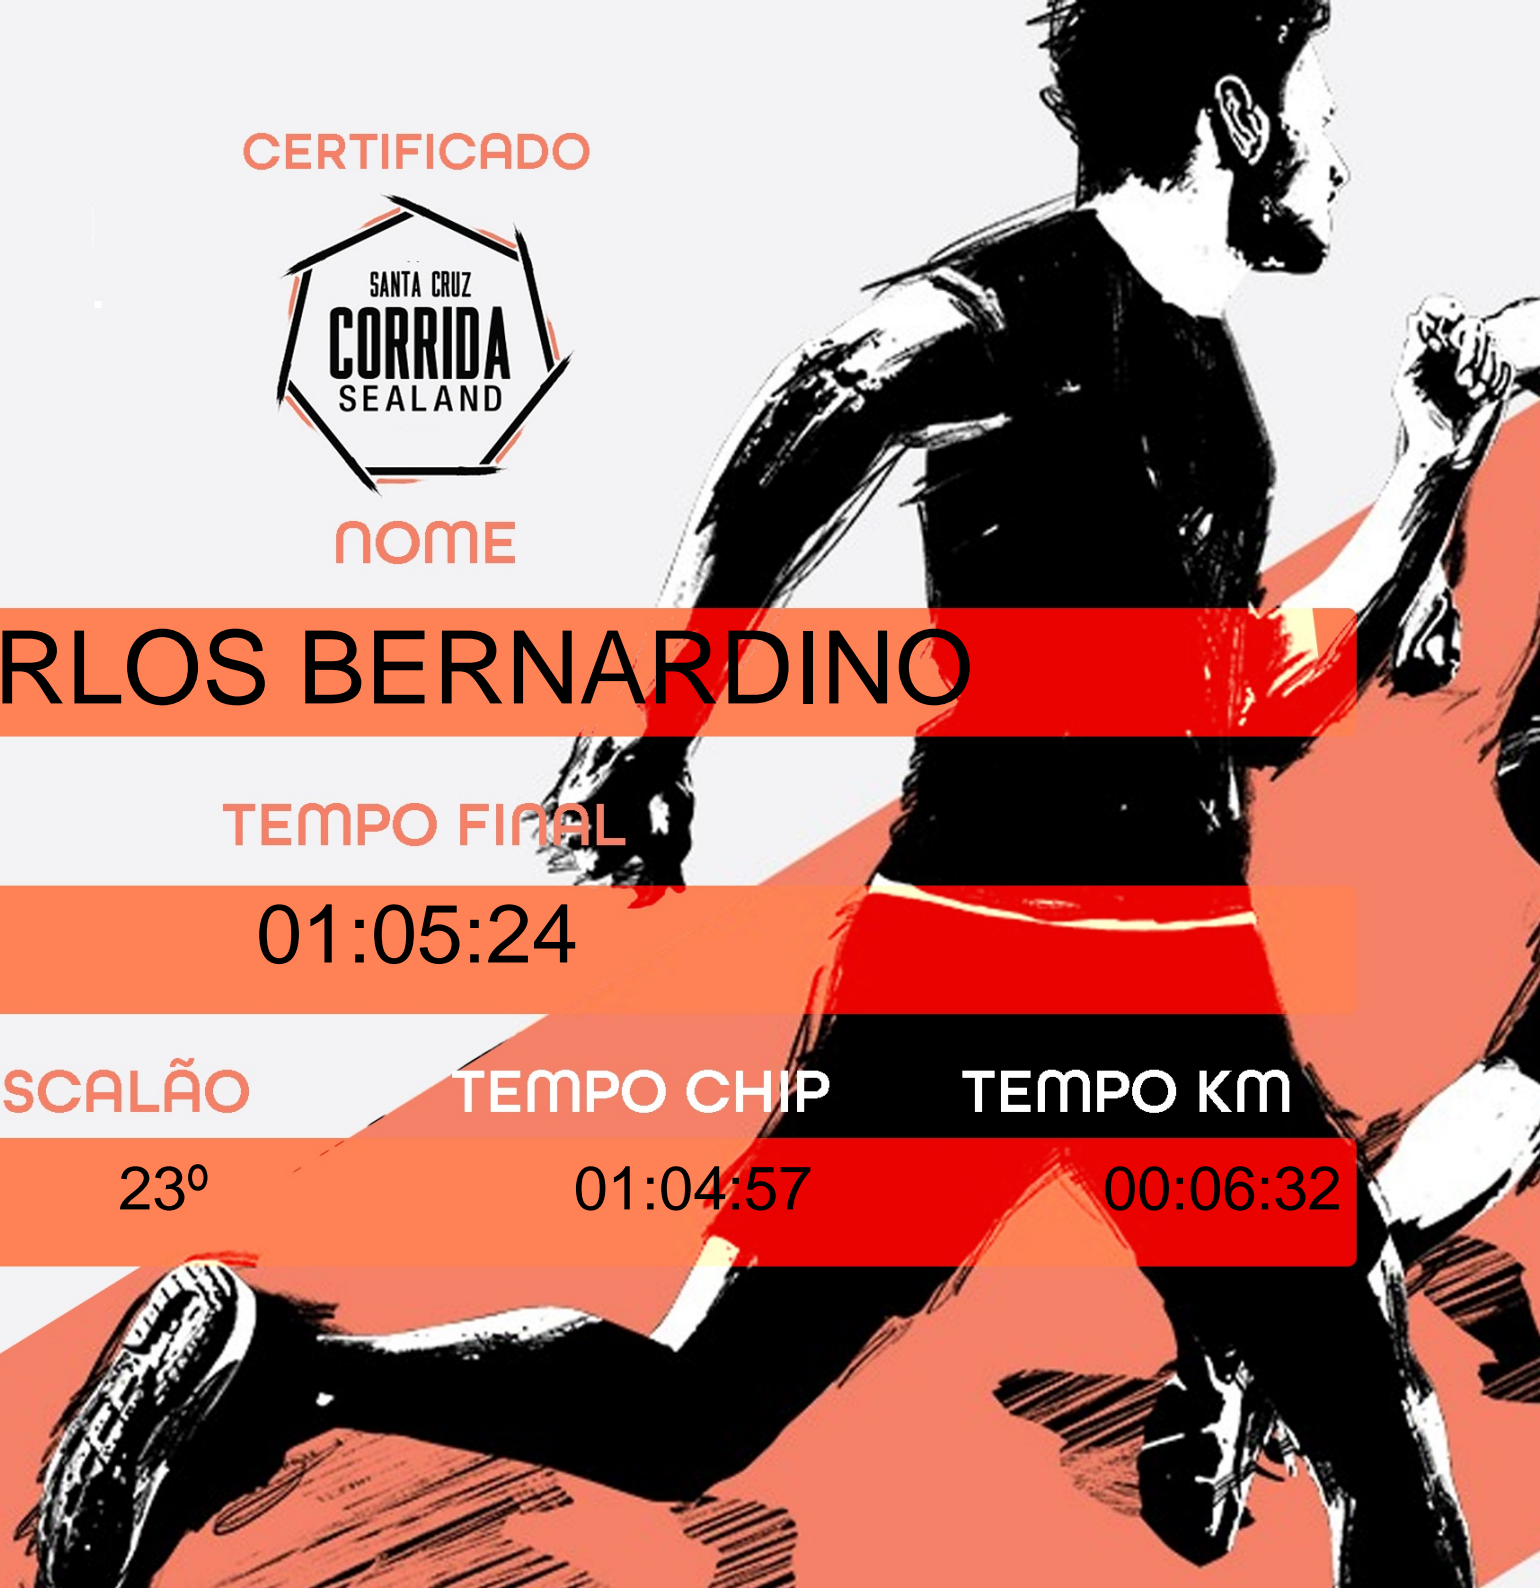 CERTIFICADO
SANTA CRUZ
CORRIDA
SEALAND
NOME
RLOS BERNARDINO
TEMPO FINAL
01:05:24
SCALÃO TEMPO CHIP TEMPO KM
23º 01:04:57 00:06:32